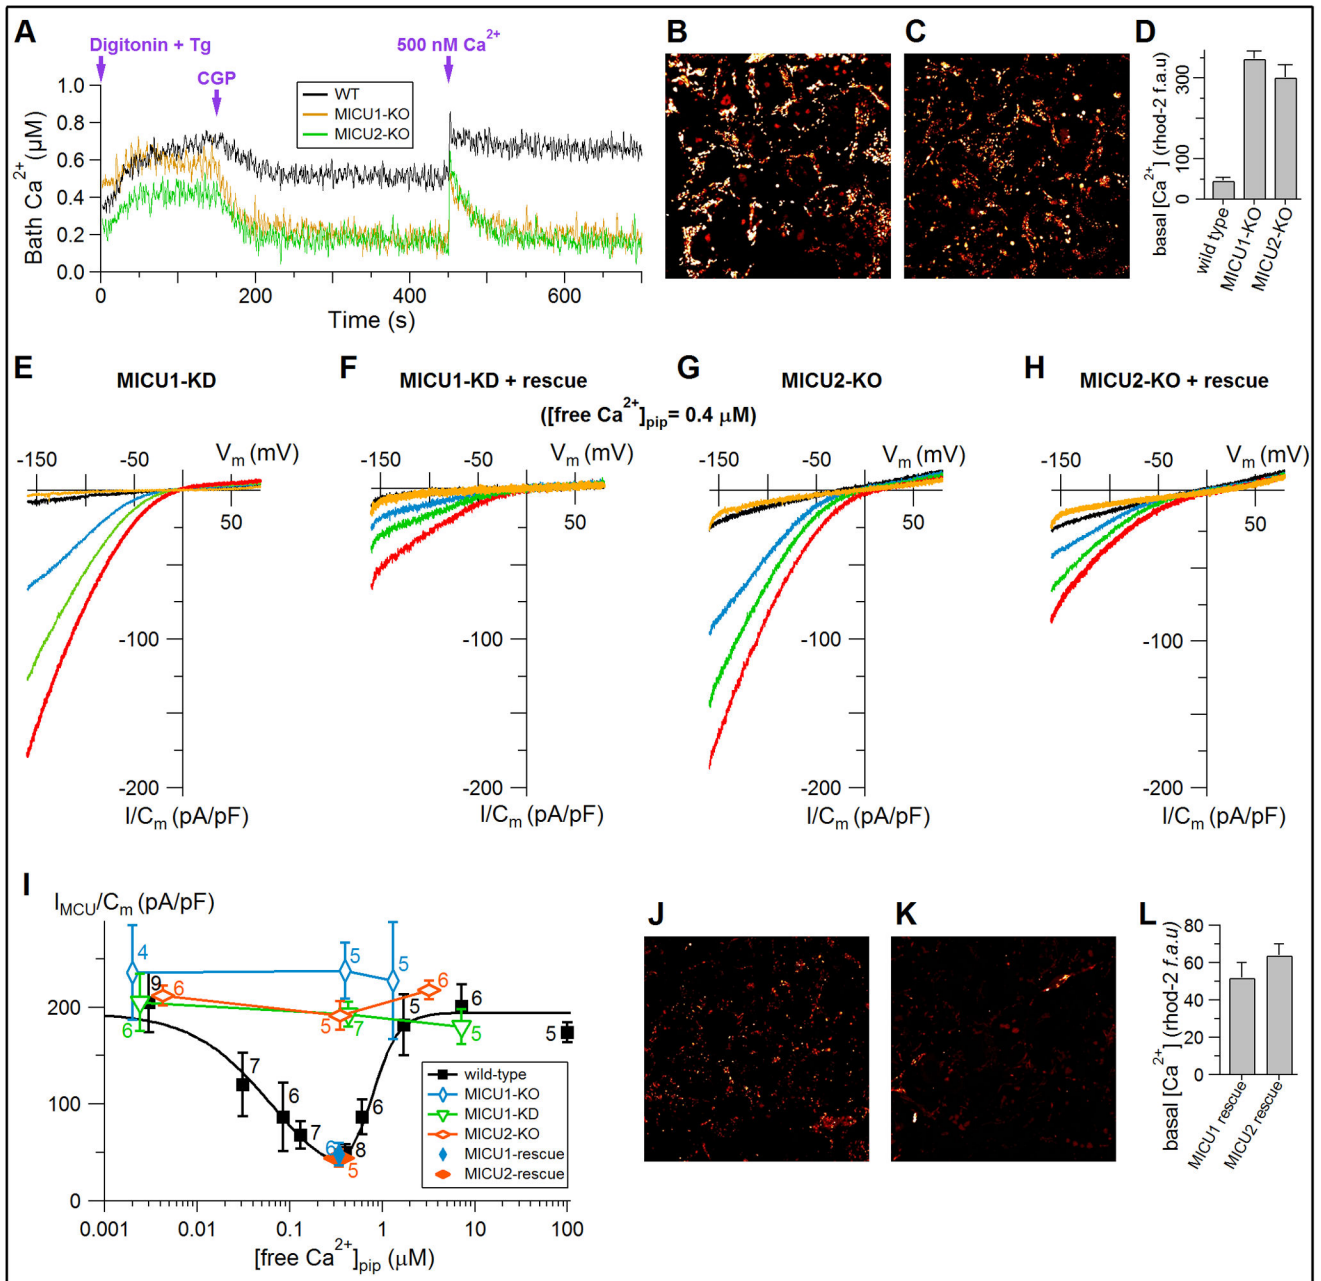 A
Digitonin + Tg
CGP
500 nM Ca2+
WT
MICU1-KO
MICU2-KO
Bath Ca2+ (µM)
1.0
0.8
0.6
0.4
0.2
0.0
0
200
400
600
Time (s)
B
C
D
basal [Ca2+] (rhod-2 f.a.u)
300
100
0
wild type
MICU1-KO
MICU2-KO
E
MICU1-KD
F
MICU1-KD + rescue
G
MICU2-KO
H
MICU2-KO + rescue
([free Ca2+]pip= 0.4 µM)
-150
-50
Vm (mV)
50
-100
-200
I/Cm (pA/pF)
-150
-50
Vm (mV)
50
-100
-200
I/Cm (pA/pF)
-150
-50
Vm (mV)
50
-100
-200
I/Cm (pA/pF)
-150
-50
Vm (mV)
50
-100
-200
I/Cm (pA/pF)
I
IMCU/Cm (pA/pF)
200
100
0
4
9
6
6
7
6
7
5
5
7
6
5
8
6
5
5
6
6
5
5
wild-type
MICU1-KO
MICU1-KD
MICU2-KO
MICU1-rescue
MICU2-rescue
0.001
0.01
0.1
1
10
100
[free Ca2+]pip (µM)
J
K
L
basal [Ca2+] (rhod-2 f.a.u)
80
60
40
20
0
MICU1 rescue
MICU2 rescue